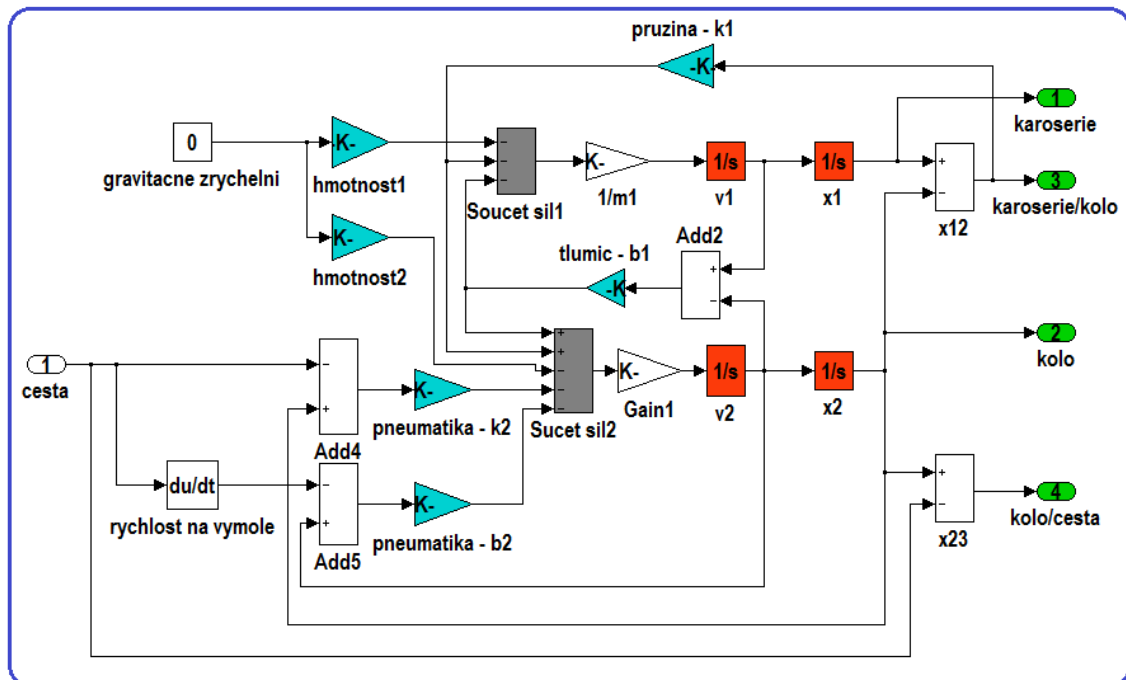 pruzina - k1
-K-
1
karoserie
0
gravitacne zrychelni
-K-
hmotnost1
K-
hmotnost2
-
-
-
Soucet sil1
K-
1/m1
1/s
v1
1/s
x1
+
-
x12
3
karoserie/kolo
Add2
+
-
tlumic - b1
-K
+
+
-
-
-
Sucet sil2
K-
Gain1
1/s
v2
1/s
x2
2
kolo
1
cesta
-
+
Add4
K-
pneumatika - k2
du/dt
rychlost na vymole
-
+
Add5
K-
pneumatika - b2
+
-
x23
4
kolo/cesta